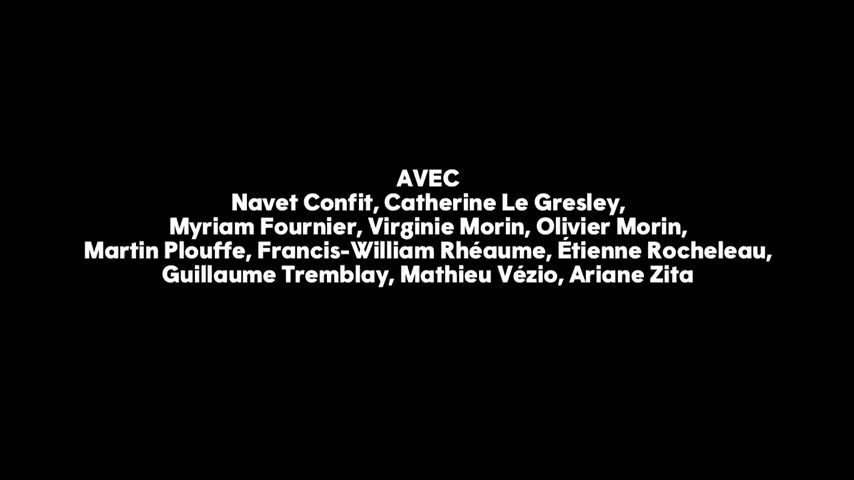 AVEC
Navet Confit, Catherine Le Gresley,
Myriam Fournier, Virginie Morin, Olivier Morin,
Martin Plouffe, Francis-William Rhéaume, Étienne Rocheleau,
Guillaume Tremblay, Mathieu Vézio, Ariane Zita